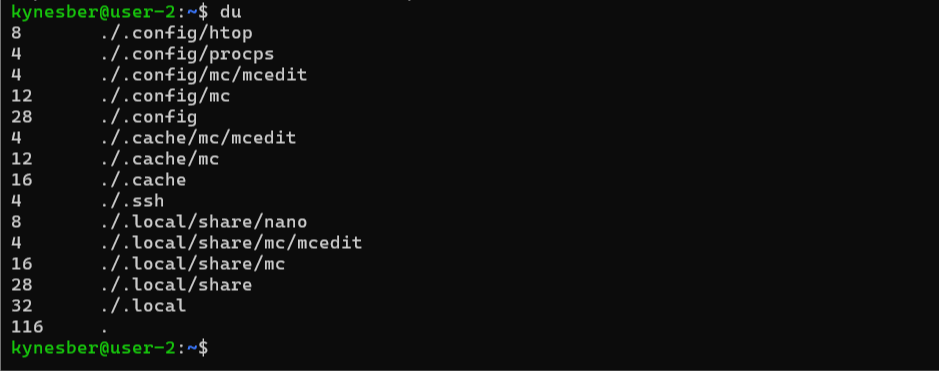 kynesber@user-2:~$ du
8       ./.config/htop
4       ./.config/procps
4       ./.config/mc/mcedit
12      ./.config/mc
28      ./.config
4       ./.cache/mc/mcedit
12      ./.cache/mc
16      ./.cache
4       ./.ssh
8       ./.local/share/nano
4       ./.local/share/mc/mcedit
16      ./.local/share/mc
28      ./.local/share
32      ./.local
116     .
kynesber@user-2:~$